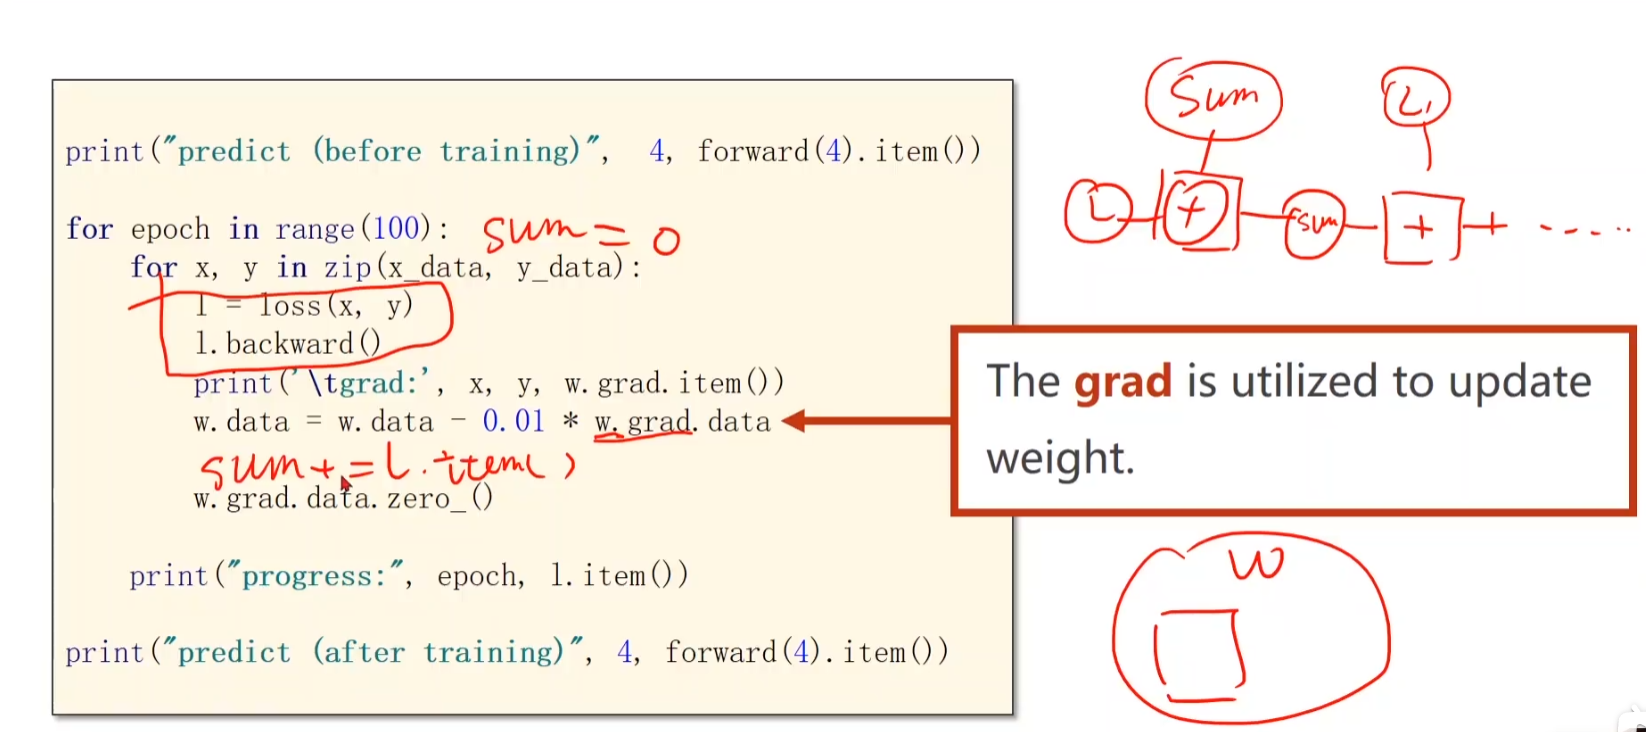 print("predict (before training)", 4, forward(4).item())
for epoch in range(100): sum = 0
for x, y in zip(x_data, y_data):
l = loss(x, y)
l.backward()
print('\tgrad:', x, y, w.grad.item())
w.data = w.data - 0.01 * w.grad.data
sum += L.item()
w.grad.data.zero_()
print("progress:", epoch, l.item())
print("predict (after training)", 4, forward(4).item())
Sum
L + sum + + .....
The grad is utilized to update
weight.
W